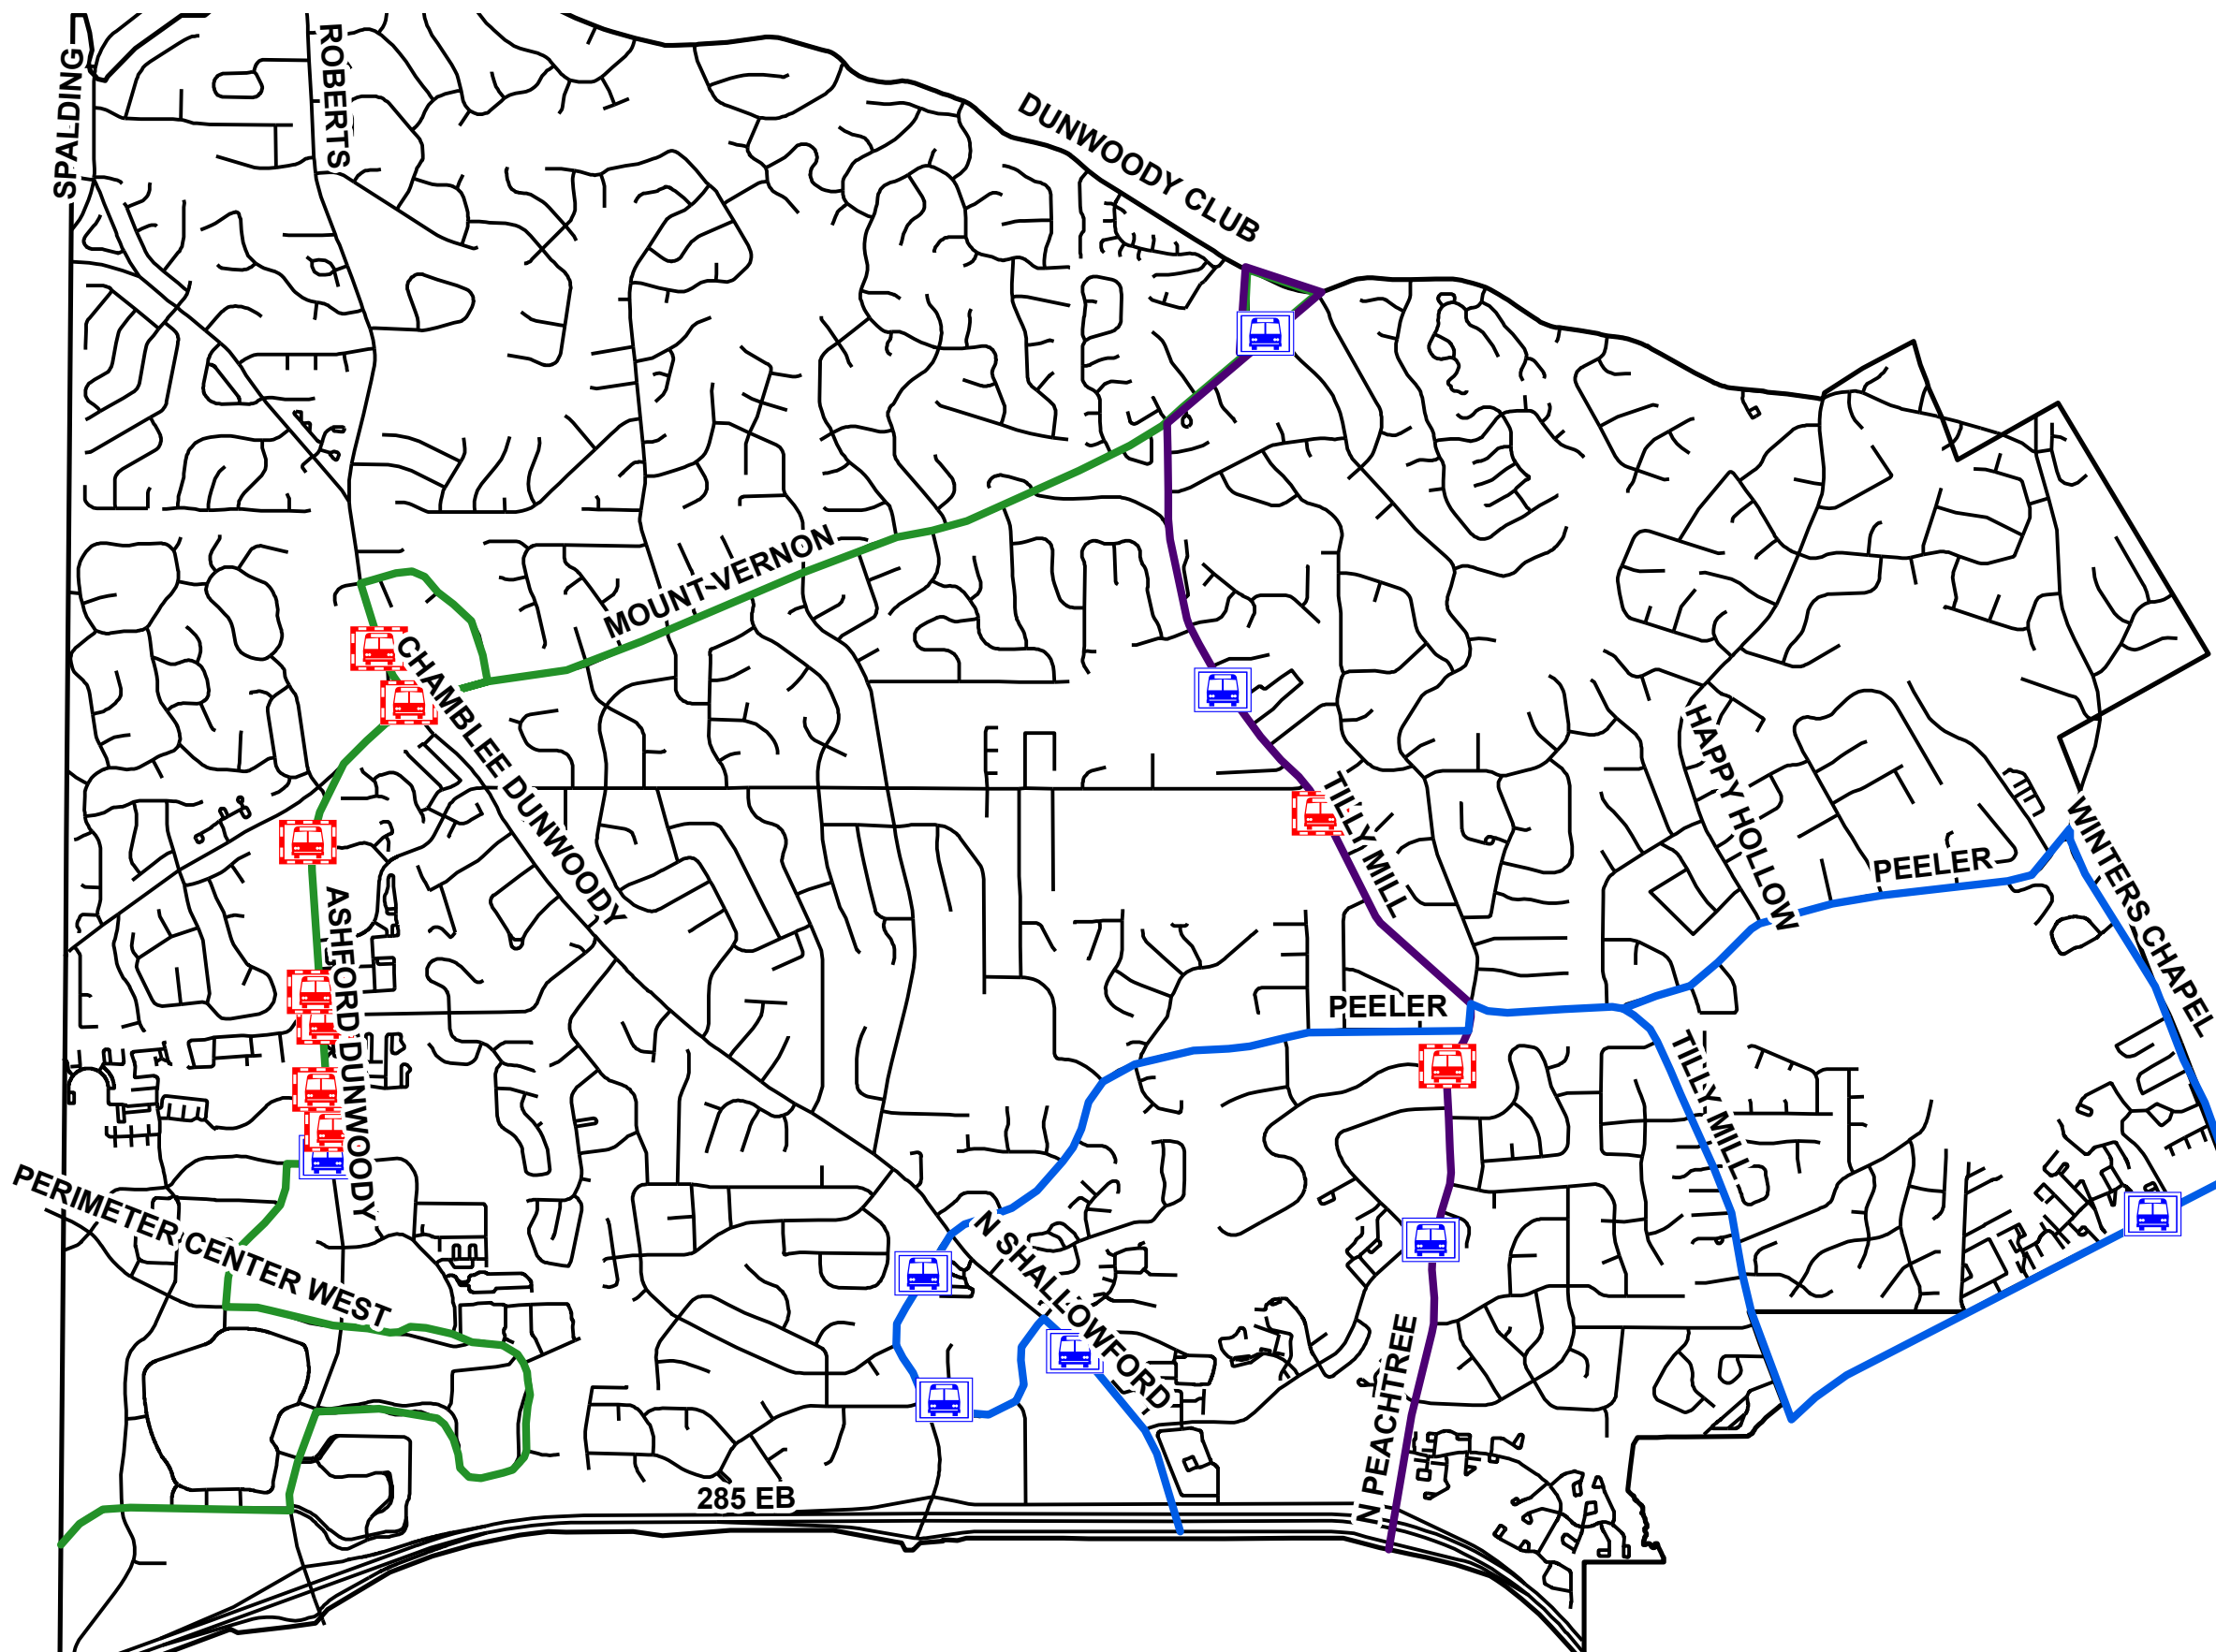 SPALDING
ROBERTS
DUNWOODY CLUB
MOUNT VERNON
CHAMBLEE DUNWOODY
TILLY MILL
HAPPY HOLLOW
PEELER
WINTERS CHAPEL
ASHFORD DUNWOODY
PEELER
TILLY MILL
PERIMETER CENTER WEST
N SHALLOWFORD
N PEACHTREE
285 EB